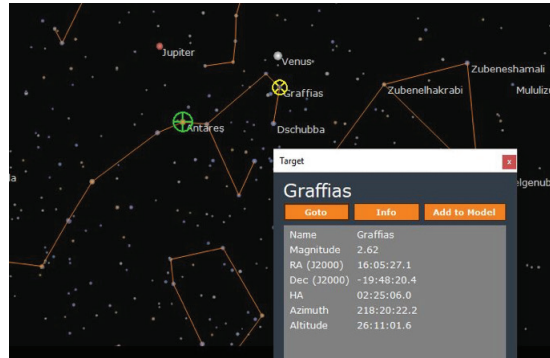 Jupiter
Venus
Zubeneshamali
Graffias
Zubenelhakrabi
Antares
Dschubba
Target
x
Graffias
Goto Info Add to Model
Name Graffias
Magnitude 2.62
RA (J2000) 16:05:27.1
Dec (J2000) -19:48:20.4
HA 02:25:06.0
Azimuth 218:20:22.2
Altitude 26:11:01.6